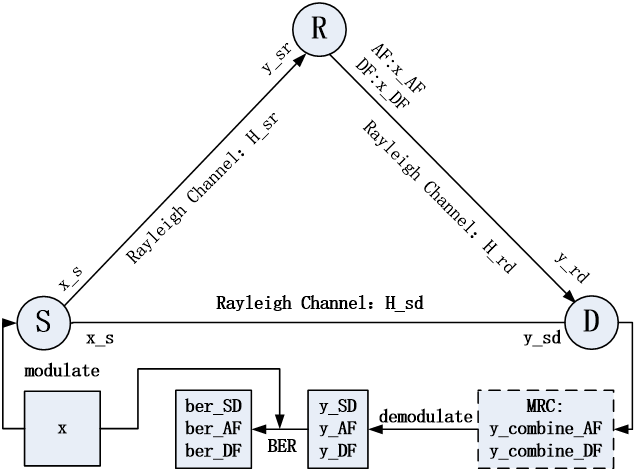 R
y_sr
AF:x_AF
DF:x_DF
Rayleigh Channel: H_sr
Rayleigh Channel: H_rd
x_s
y_rd
S
Rayleigh Channel: H_sd
D
x_s
y_sd
modulate
x
ber_SD
ber_AF
ber_DF
BER
y_SD
y_AF
y_DF
demodulate
MRC:
y_combine_AF
y_combine_DF